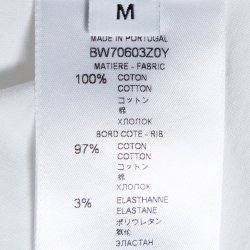 M
MADE IN PORTUGAL
BW70603Z0Y
MATIERE - FABRIC
100% COTON
COTTON
コットン
棉
ХЛОПОК
BORD COTE - RIB
97% COTON
COTTON
コットン
棉
ХЛОПОК
3% ELASTHANNE
ELASTANE
ポリウレタン
氨纶
ЭЛАСТАН